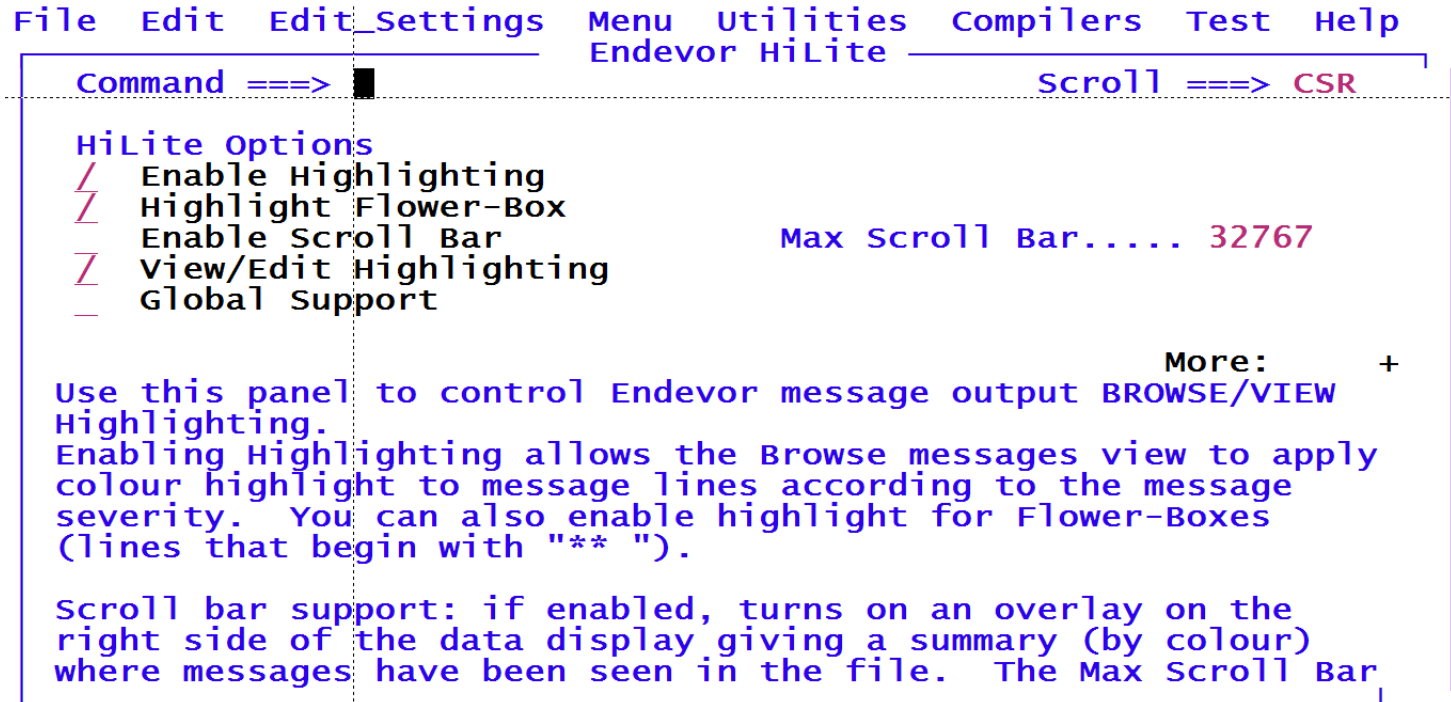 File  Edit  Edit_Settings  Menu  Utilities  Compilers  Test  Help
Endevor HiLite
Command ===>  Scroll ===> CSR
HiLite Options
/ Enable Highlighting
/ Highlight Flower-Box
_ Enable Scroll Bar  Max Scroll Bar..... 32767
/ View/Edit Highlighting
_ Global Support
More:  +
Use this panel to control Endevor message output BROWSE/VIEW
Highlighting.
Enabling Highlighting allows the Browse messages view to apply
colour highlight to message lines according to the message
severity.  You can also enable highlight for Flower-Boxes
(lines that begin with "** ").
Scroll bar support: if enabled, turns on an overlay on the
right side of the data display giving a summary (by colour)
where messages have been seen in the file.  The Max Scroll Bar